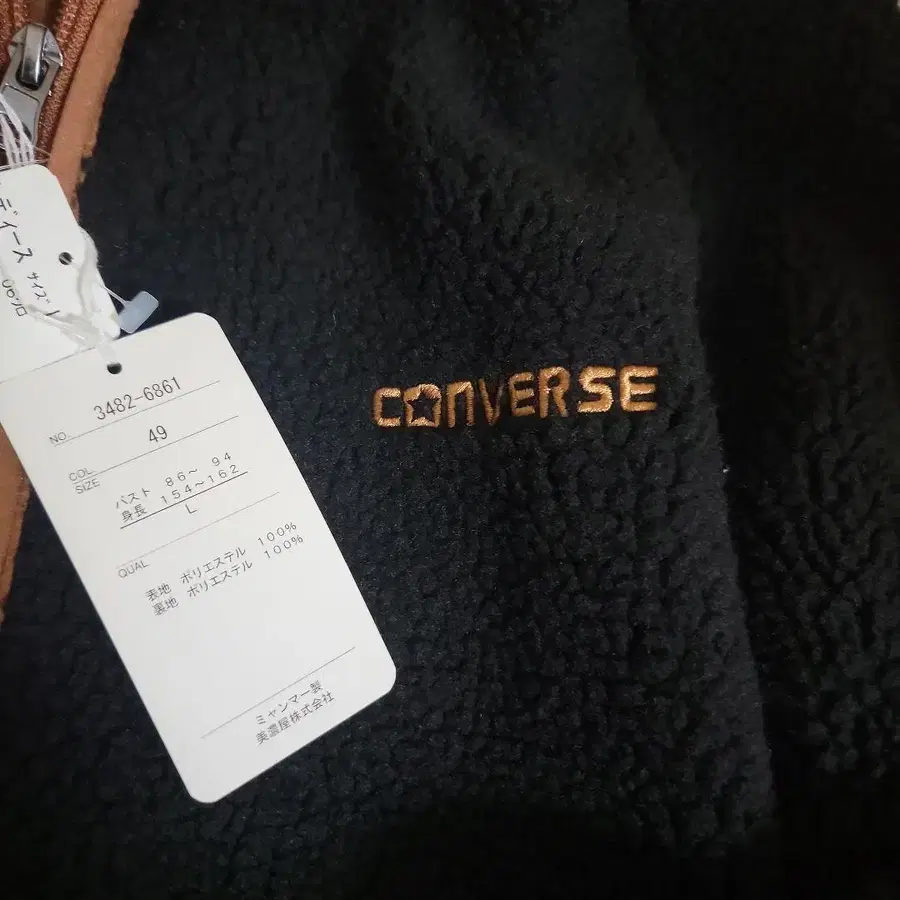 ディース サイズ L
CONVERSE
NO. 3482-6861
COL. 49
SIZE
バスト 86～ 94
身長 154～162
L
QUAL
表地 ポリエステル 100%
裏地 ポリエステル 100%
ミャンマー製
美濃屋株式会社